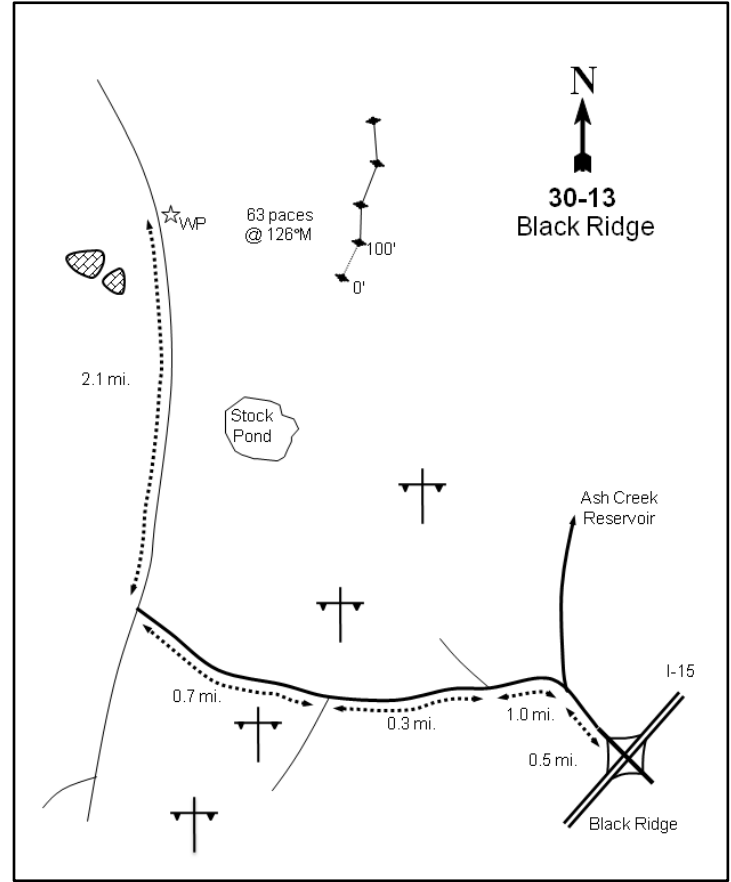 N
30-13
Black Ridge
WP
63 paces
@ 126°M
100'
0'
2.1 mi.
Stock
Pond
Ash Creek
Reservoir
I-15
0.7 mi.
0.3 mi.
1.0 mi.
0.5 mi.
Black Ridge